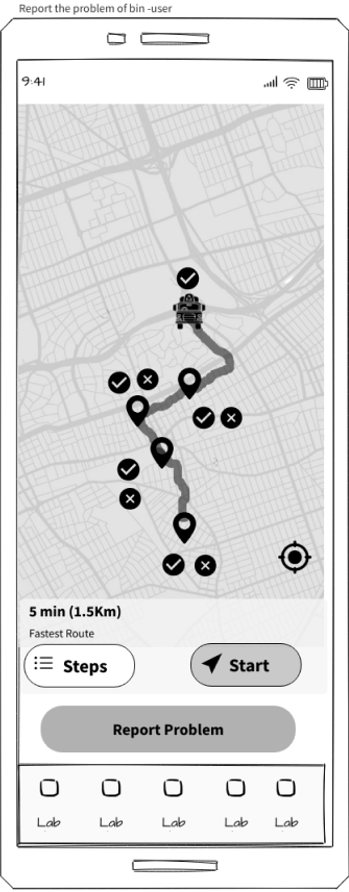 Report the problem of bin -user
9:41
5 min (1.5Km)
Fastest Route
Steps
Start
Report Problem
Lab Lab Lab Lab Lab